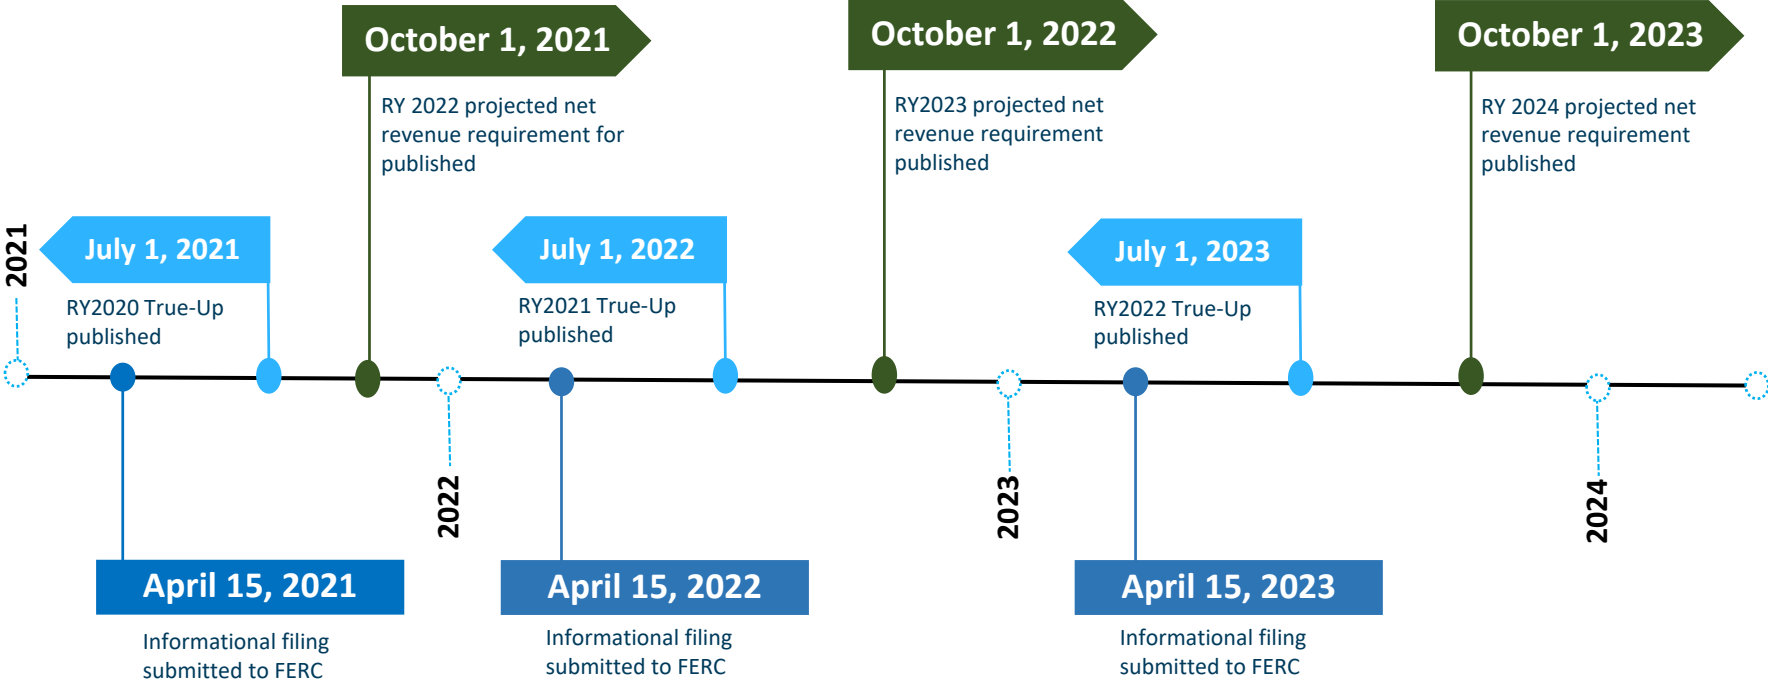 October 1, 2021
RY 2022 projected net
revenue requirement for
published
October 1, 2022
RY2023 projected net
revenue requirement
published
October 1, 2023
RY 2024 projected net
revenue requirement
published
2021
July 1, 2021
RY2020 True-Up
published
July 1, 2022
RY2021 True-Up
published
July 1, 2023
RY2022 True-Up
published
2022
2023
2024
April 15, 2021
Informational filing
submitted to FERC
April 15, 2022
Informational filing
submitted to FERC
April 15, 2023
Informational filing
submitted to FERC